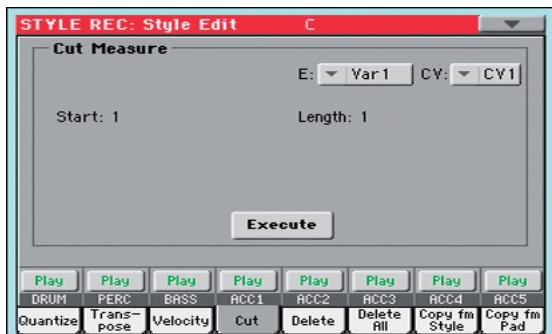 STYLE REC: Style Edit C
Cut Measure
E: Var1 CV: CV1
Start: 1 Length: 1
Execute
Play Play Play Play Play Play Play Play
DRUM PERC BASS ACC1 ACC2 ACC3 ACC4 ACC5
Quantize Trans-pose Velocity Cut Delete Delete All Copy fm Style Copy fm Pad